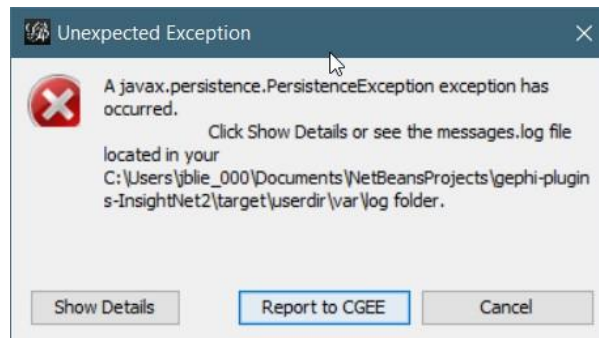 Unexpected Exception
A javax.persistence.PersistenceException exception has
occurred.
Click Show Details or see the messages.log file
located in your
C:\Users\jblie_000\Documents\NetBeansProjects\gephi-plugin
s-InsightNet2\target\userdir\var\log folder.
Show Details Report to CGEE Cancel